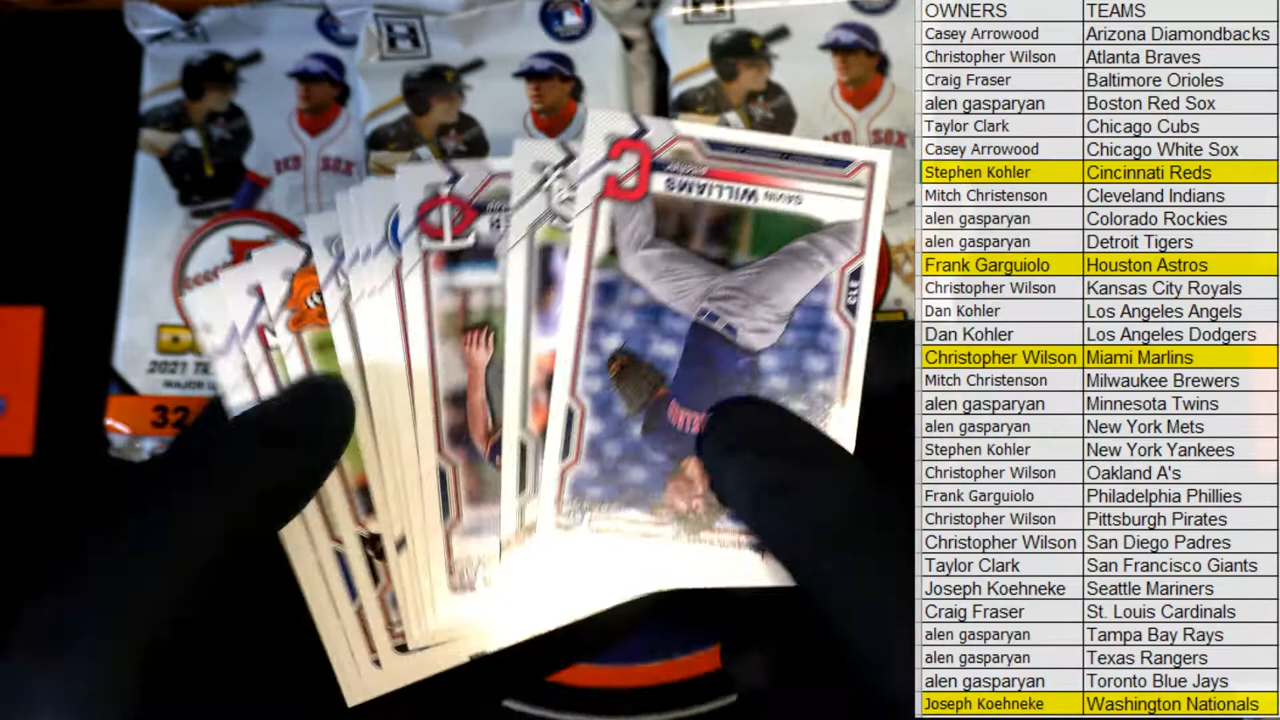 OWNERS TEAMS
Casey Arrowood Arizona Diamondbacks
Christopher Wilson Atlanta Braves
Craig Fraser Baltimore Orioles
alen gasparyan Boston Red Sox
Taylor Clark Chicago Cubs
Casey Arrowood Chicago White Sox
Stephen Kohler Cincinnati Reds
Mitch Christenson Cleveland Indians
alen gasparyan Colorado Rockies
alen gasparyan Detroit Tigers
Frank Garguiolo Houston Astros
Christopher Wilson Kansas City Royals
Dan Kohler Los Angeles Angels
Dan Kohler Los Angeles Dodgers
Christopher Wilson Miami Marlins
Mitch Christenson Milwaukee Brewers
alen gasparyan Minnesota Twins
alen gasparyan New York Mets
Stephen Kohler New York Yankees
Christopher Wilson Oakland A's
Frank Garguiolo Philadelphia Phillies
Christopher Wilson Pittsburgh Pirates
Christopher Wilson San Diego Padres
Taylor Clark San Francisco Giants
Joseph Koehneke Seattle Mariners
Craig Fraser St. Louis Cardinals
alen gasparyan Tampa Bay Rays
alen gasparyan Texas Rangers
alen gasparyan Toronto Blue Jays
Joseph Koehneke Washington Nationals
H
RED SOX
GAVIN WILLIAMS
CLE
C
2021
32